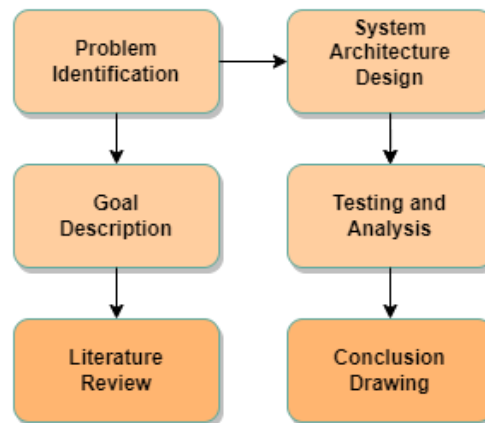 Problem
Identification
System
Architecture
Design
Goal
Description
Testing and
Analysis
Literature
Review
Conclusion
Drawing